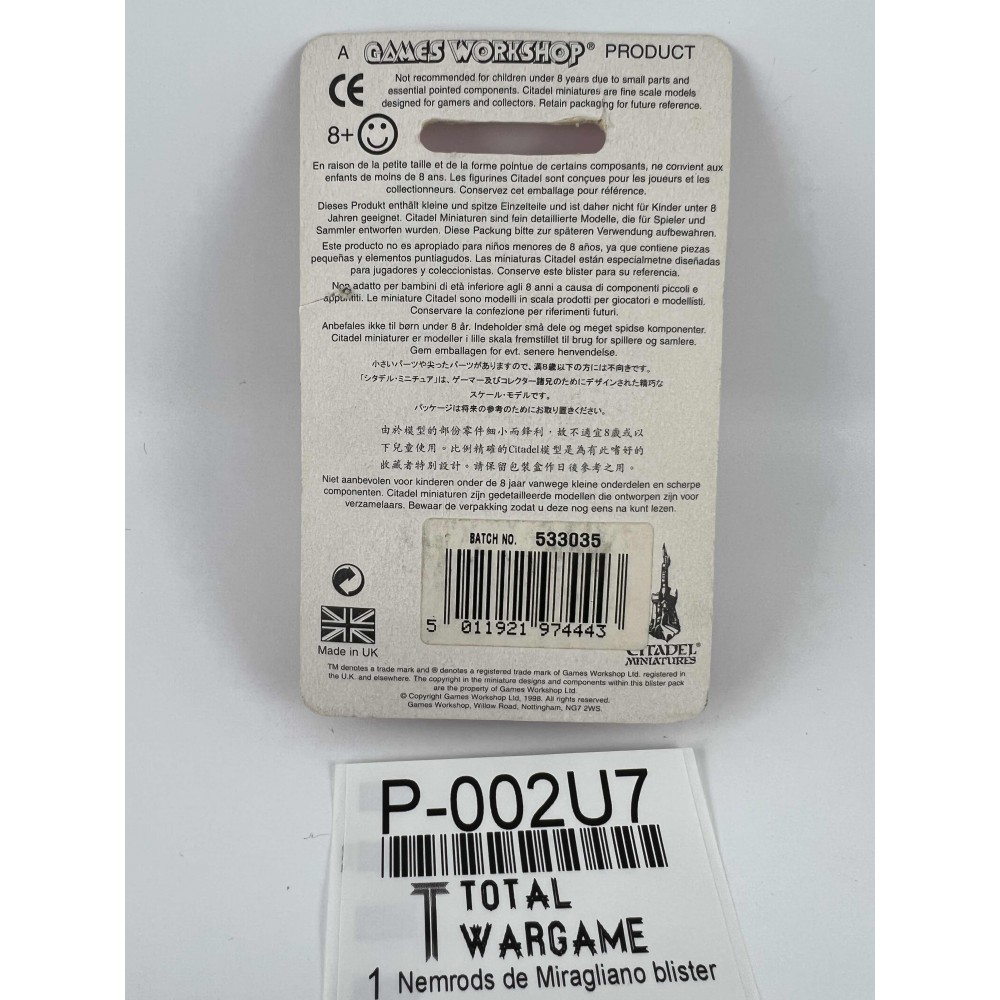 A GAMES WORKSHOP® PRODUCT
CE
Not recommended for children under 8 years due to small parts and
essential pointed components. Citadel miniatures are fine scale models
designed for gamers and collectors. Retain packaging for future reference.
8+
En raison de la petite taille et de la forme pointue de certains composants, ne convient aux
enfants de moins de 8 ans. Les figurines Citadel sont conçues pour les joueurs et les
collectionneurs. Conservez cet emballage pour référence.
Dieses Produkt enthält kleine und spitze Einzelteile und ist daher nicht für Kinder unter 8
Jahren geeignet. Citadel Miniaturen sind fein detaillierte Modelle, die für Spieler und
Sammler entworfen wurden. Diese Packung bitte zur späteren Verwendung aufbewahren.
Este producto no es apropiado para niños menores de 8 años, ya que contiene piezas
pequeñas y elementos puntiagudos. Las miniaturas Citadel están especialmetne diseñadas
para jugadores y coleccionistas. Conserve este blister para su referencia.
Non adatto per bambini di età inferiore agli 8 anni a causa di componenti piccoli e
appuntiti. Le miniature Citadel sono modelli in scala prodotti per giocatori e modellisti.
Conservare la confezione per riferimenti futuri.
Anbefales ikke til børn under 8 år. Indeholder små dele og meget spidse komponenter.
Citadel miniaturer er modeller i lille skala fremstillet til brug for spillere og samlere.
Gem emballagen for evt. senere henvendelse.
小さいパーツや尖ったパーツがありますので、満8歳以下の方には不向きです。
「シタデル・ミニチュア」は、ゲーマー及びコレクター諸兄のためにデザインされた精巧な
スケール・モデルです。
パッケージは将来の参考のためにお取り置きください。
由於模型的部份零件細小而鋒利，故不適宜8歲或以
下兒童使用。比例精確的Citadel模型是為有此嗜好的
收藏者特別設計。請保留包裝盒作日後參考之用。
Niet aanbevolen voor kinderen onder de 8 jaar vanwege kleine onderdelen en scherpe
componenten. Citadel miniaturen zijn gedetailleerde modellen die ontworpen zijn voor
verzamelaars. Bewaar de verpakking zodat u deze nog eens na kunt lezen.
BATCH NO. 533035
5 011921 974443
Made in UK
CITADEL®
MINIATURES
TM denotes a trade mark and ® denotes a registered trade mark of Games Workshop Ltd. registered in
the U.K. and elsewhere. The copyright in the miniature designs and components within this blister pack
are the property of Games Workshop Ltd
© Copyright Games Workshop Ltd, 1998. All rights reserved.
Games Workshop, Willow Road, Nottingham, NG7 2WS.
P-002U7
T TOTAL
WARGAME
1 Nemrods de Miragliano blister